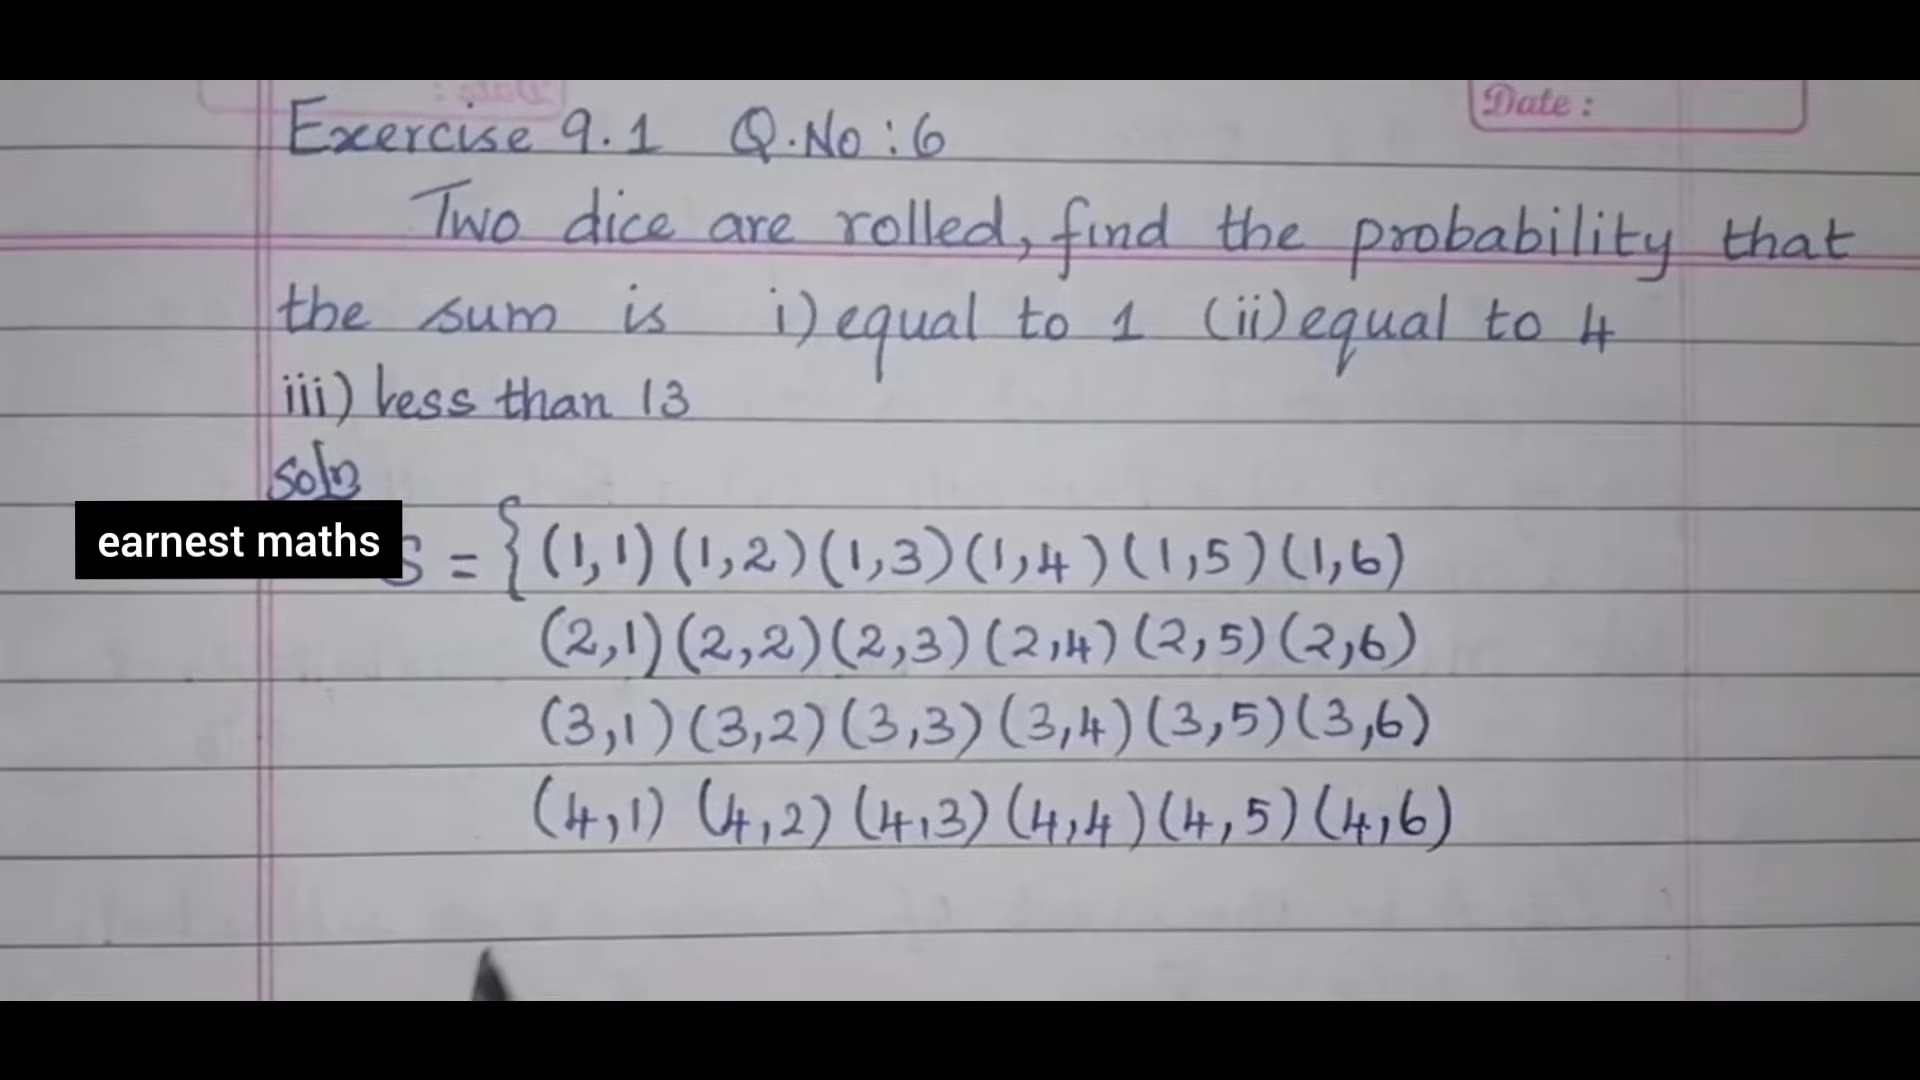 Date :
Exercise 9.1 Q.No : 6
Two dice are rolled, find the probability that
the sum is i) equal to 1 (ii) equal to 4
iii) less than 13
Soln
earnest maths
S = { (1,1) (1,2) (1,3) (1,4) (1,5) (1,6)
(2,1) (2,2) (2,3) (2,4) (2,5) (2,6)
(3,1) (3,2) (3,3) (3,4) (3,5) (3,6)
(4,1) (4,2) (4,3) (4,4) (4,5) (4,6)